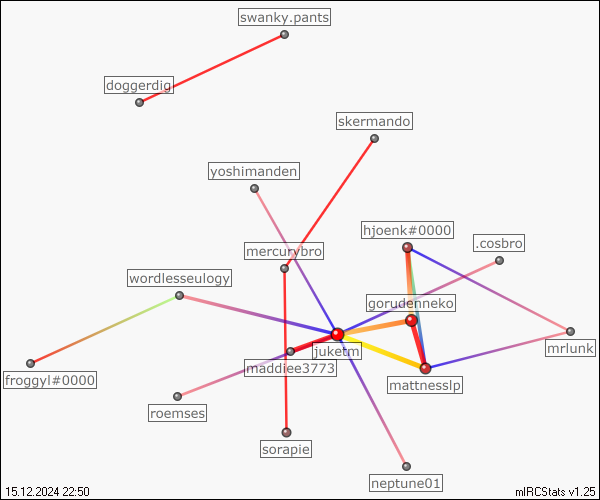 swanky.pants
doggerdig
skermando
yoshimanden
hjoenk#0000
.cosbro
mercurybro
wordlesseulogy
gorudenneko
juketm
mrlunk
maddiee3773
froggyl#0000
mattnesslp
roemses
sorapie
neptune01
15.12.2024 22:50
mIRCStats v1.25